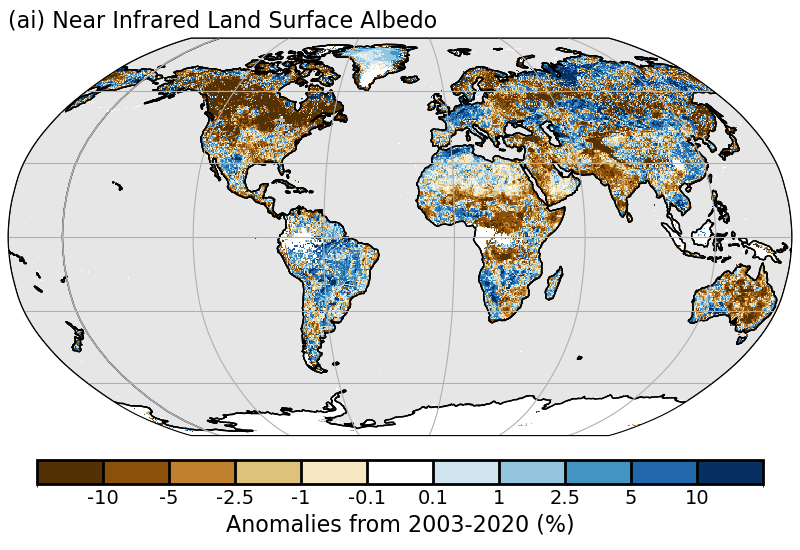 (ai) Near Infrared Land Surface Albedo
-10 -5 -2.5 -1 -0.1 0.1 1 2.5 5 10
Anomalies from 2003-2020 (%)